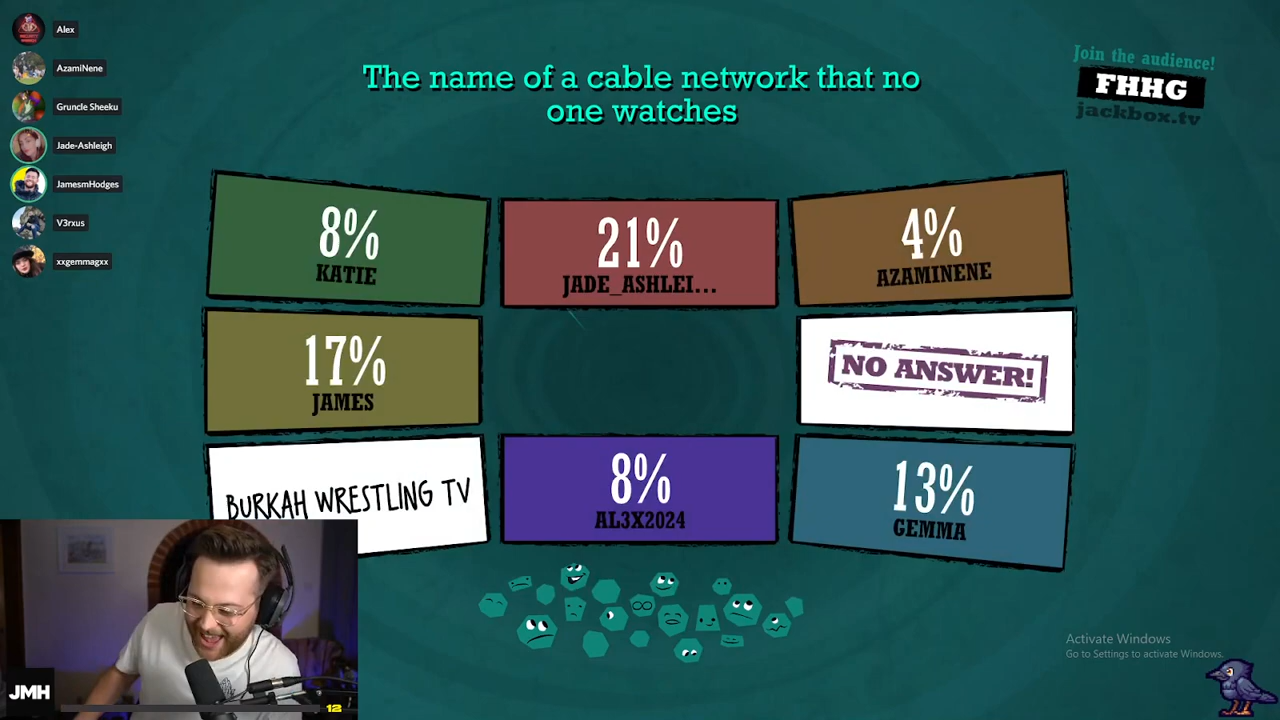 Alex
AzamiNene
Gruncle Sheeku
Jade-Ashleigh
JamesmHodges
V3rxus
xxgemmagxx
The name of a cable network that no
one watches
Join the audience!
FHHG
jackbox.tv
8%
KATIE
21%
JADE_ASHLEI...
4%
AZAMINENE
17%
JAMES
NO ANSWER!
BURKAH WRESTLING TV
8%
AL3X2024
13%
GEMMA
Activate Windows
Go to Settings to activate Windows.
JMH
12